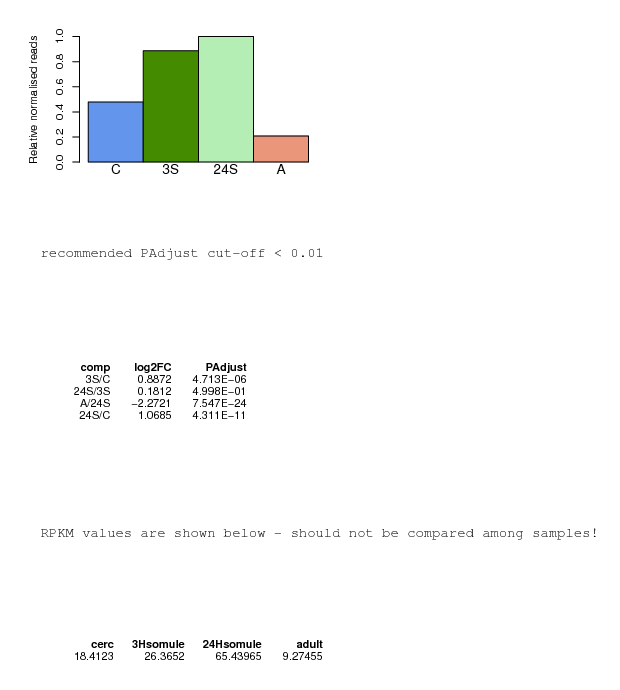 Relative normalised reads
1.0
0.8
0.6
0.4
0.2
0.0
C 3S 24S A
recommended PAdjust cut-off < 0.01
comp log2FC PAdjust
3S/C 0.8872 4.713E−06
24S/3S 0.1812 4.998E−01
A/24S −2.2721 7.547E−24
24S/C 1.0685 4.311E−11
RPKM values are shown below - should not be compared among samples!
cerc 3Hsomule 24Hsomule adult
18.4123 26.3652 65.43965 9.27455